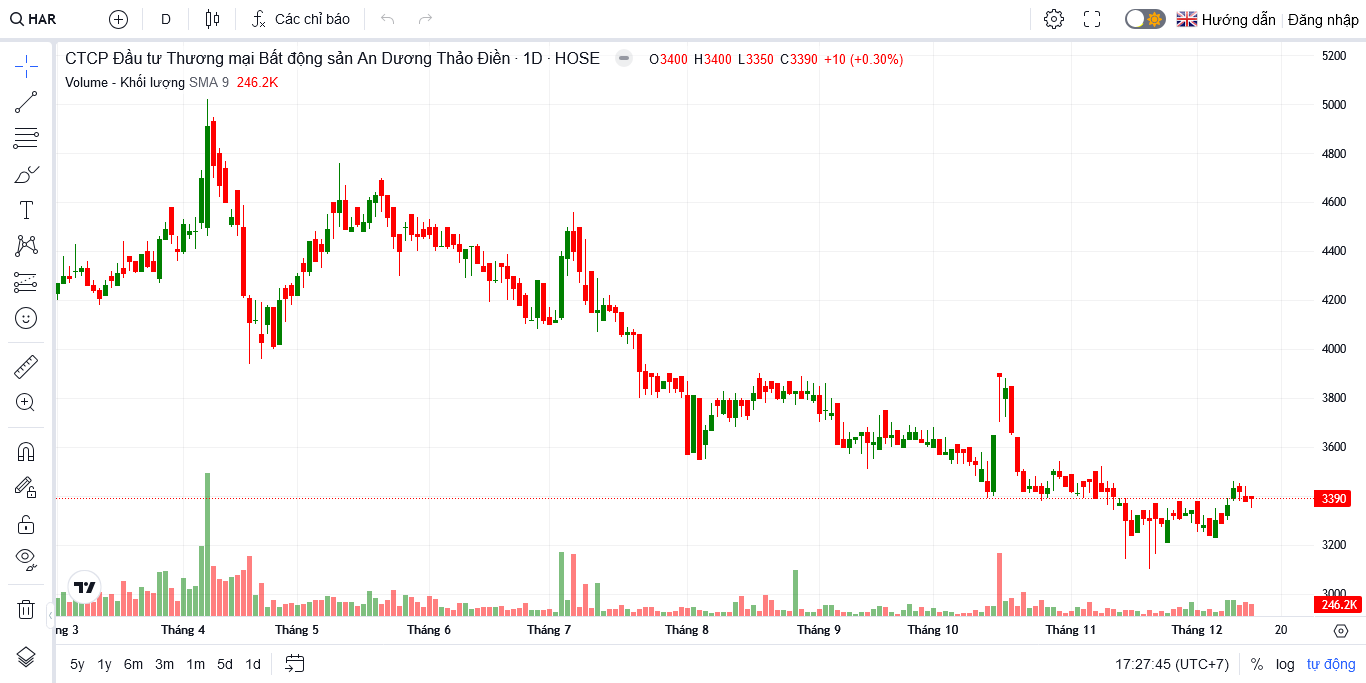 HAR D Các chỉ báo Hướng dẫn Đăng nhập
CTCP Đầu tư Thương mại Bất động sản An Dương Thảo Điền · 1D · HOSE O3400 H3400 L3350 C3390 +10 (+0.30%)
Volume - Khối lượng SMA 9 246.2K
5200
5000
4800
4600
4400
4200
4000
3800
3600
3390
3200
3000
246.2K
ng 3 Tháng 4 Tháng 5 Tháng 6 Tháng 7 Tháng 8 Tháng 9 Tháng 10 Tháng 11 Tháng 12 20
5y 1y 6m 3m 1m 5d 1d 17:27:45 (UTC+7) % log tự động